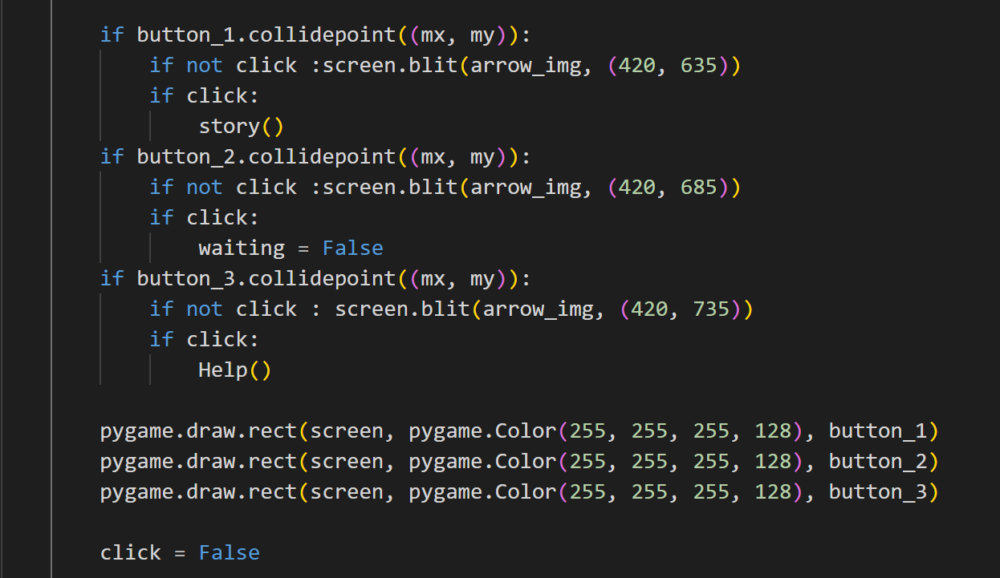 if button_1.collidepoint((mx, my)):
    if not click :screen.blit(arrow_img, (420, 635))
    if click:
        story()
if button_2.collidepoint((mx, my)):
    if not click :screen.blit(arrow_img, (420, 685))
    if click:
        waiting = False
if button_3.collidepoint((mx, my)):
    if not click : screen.blit(arrow_img, (420, 735))
    if click:
        Help()

pygame.draw.rect(screen, pygame.Color(255, 255, 255, 128), button_1)
pygame.draw.rect(screen, pygame.Color(255, 255, 255, 128), button_2)
pygame.draw.rect(screen, pygame.Color(255, 255, 255, 128), button_3)

click = False